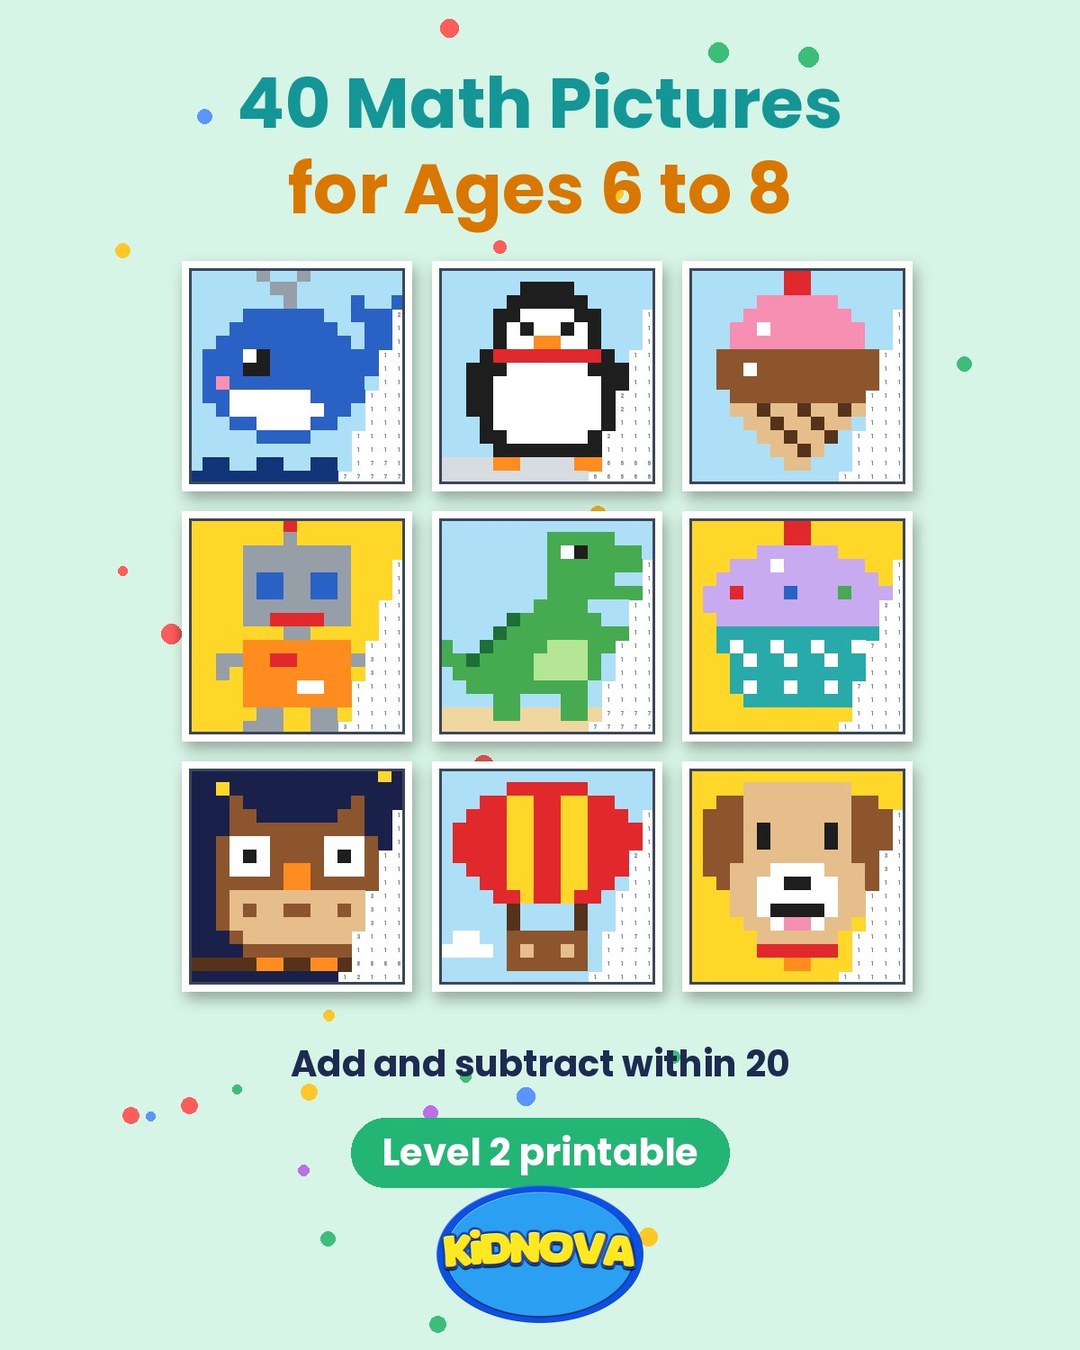 40 Math Pictures
for Ages 6 to 8
Add and subtract within 20
Level 2 printable
KiDNOVA